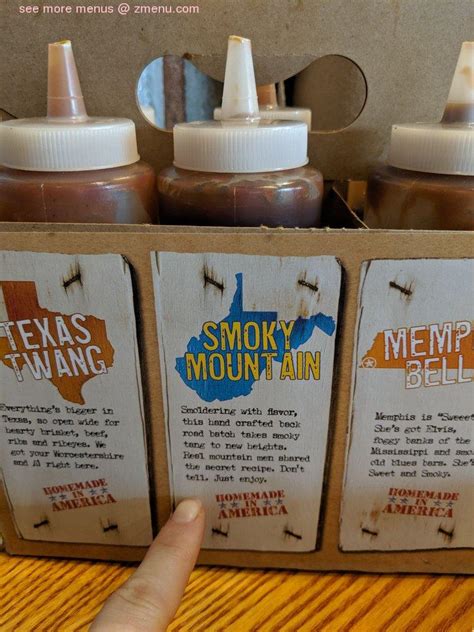 see more menus @ zmenu.com
TEXAS
TWANG
Everything's bigger in
Texas, so open wide for
hearty brisket, beef,
ribs and ribeyes. We
got your Worcestershire
and A1 right here.
HOMEMADE
IN
AMERICA
SMOKY
MOUNTAIN
Smoldering with flavor,
this hand crafted back
road batch takes smoky
tang to new heights.
Real mountain men shared
the secret recipe. Don't
tell. Just enjoy.
HOMEMADE
IN
AMERICA
MEMP
BELL
Memphis is "Sweet
She's got Elvis,
foggy banks of the
Mississippi and smo
old blues bars. She
Sweet and Smoky.
HOMEMADE
IN
AMERICA